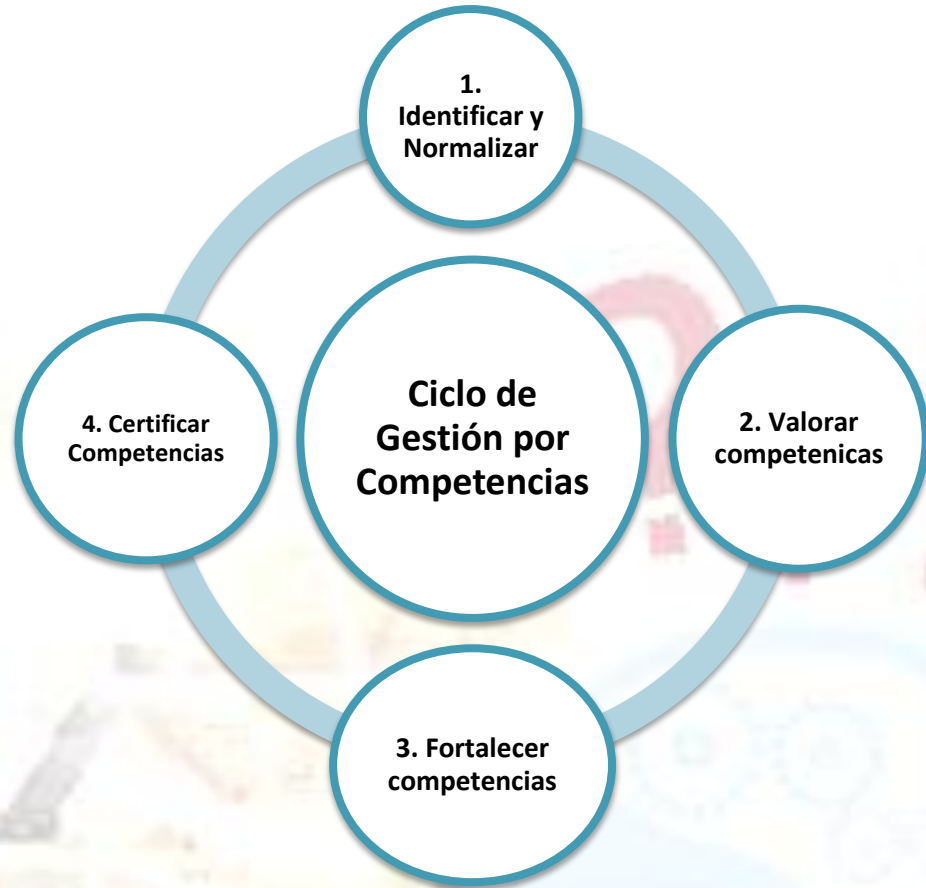 1.
Identificar y
Normalizar
Ciclo de
Gestión por
Competencias
2. Valorar
competenicas
3. Fortalecer
competencias
4. Certificar
Competencias